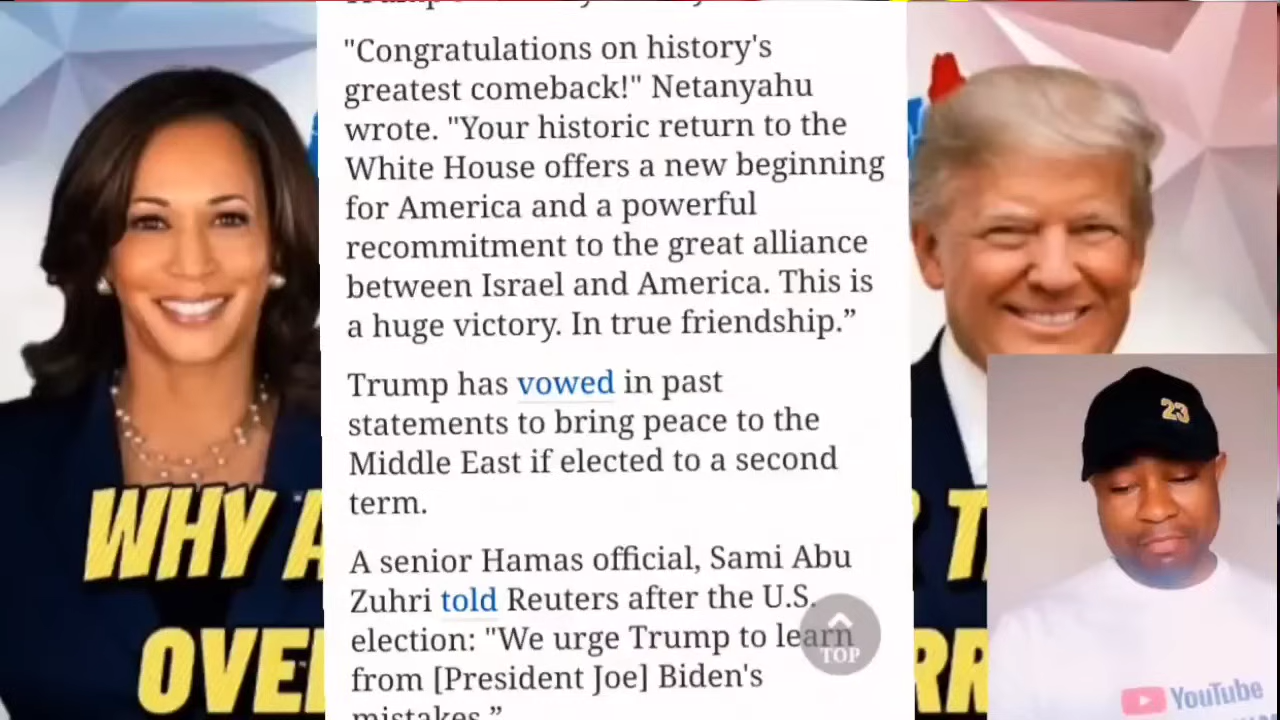 "Congratulations on history's
greatest comeback!" Netanyahu
wrote. "Your historic return to the
White House offers a new beginning
for America and a powerful
recommitment to the great alliance
between Israel and America. This is
a huge victory. In true friendship.”
Trump has vowed in past
statements to bring peace to the
Middle East if elected to a second
term.
A senior Hamas official, Sami Abu
Zuhri told Reuters after the U.S.
election: "We urge Trump to learn
from [President Joe] Biden's
mistakes.”
TOP
WHY A
OVE
23
YouTube